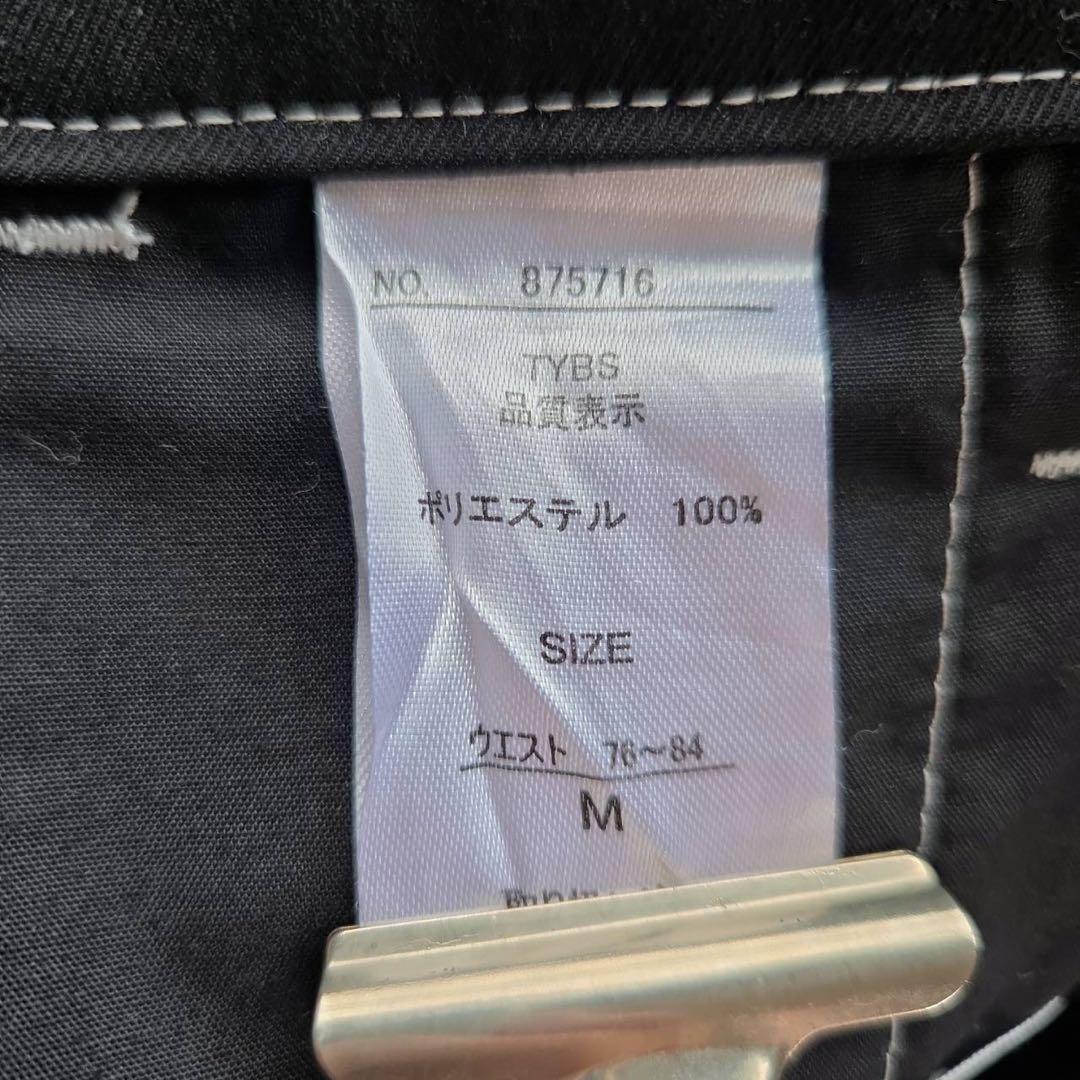 NO. 875716
TYBS
品質表示
ポリエステル 100%
SIZE
ウエスト 76～84
M